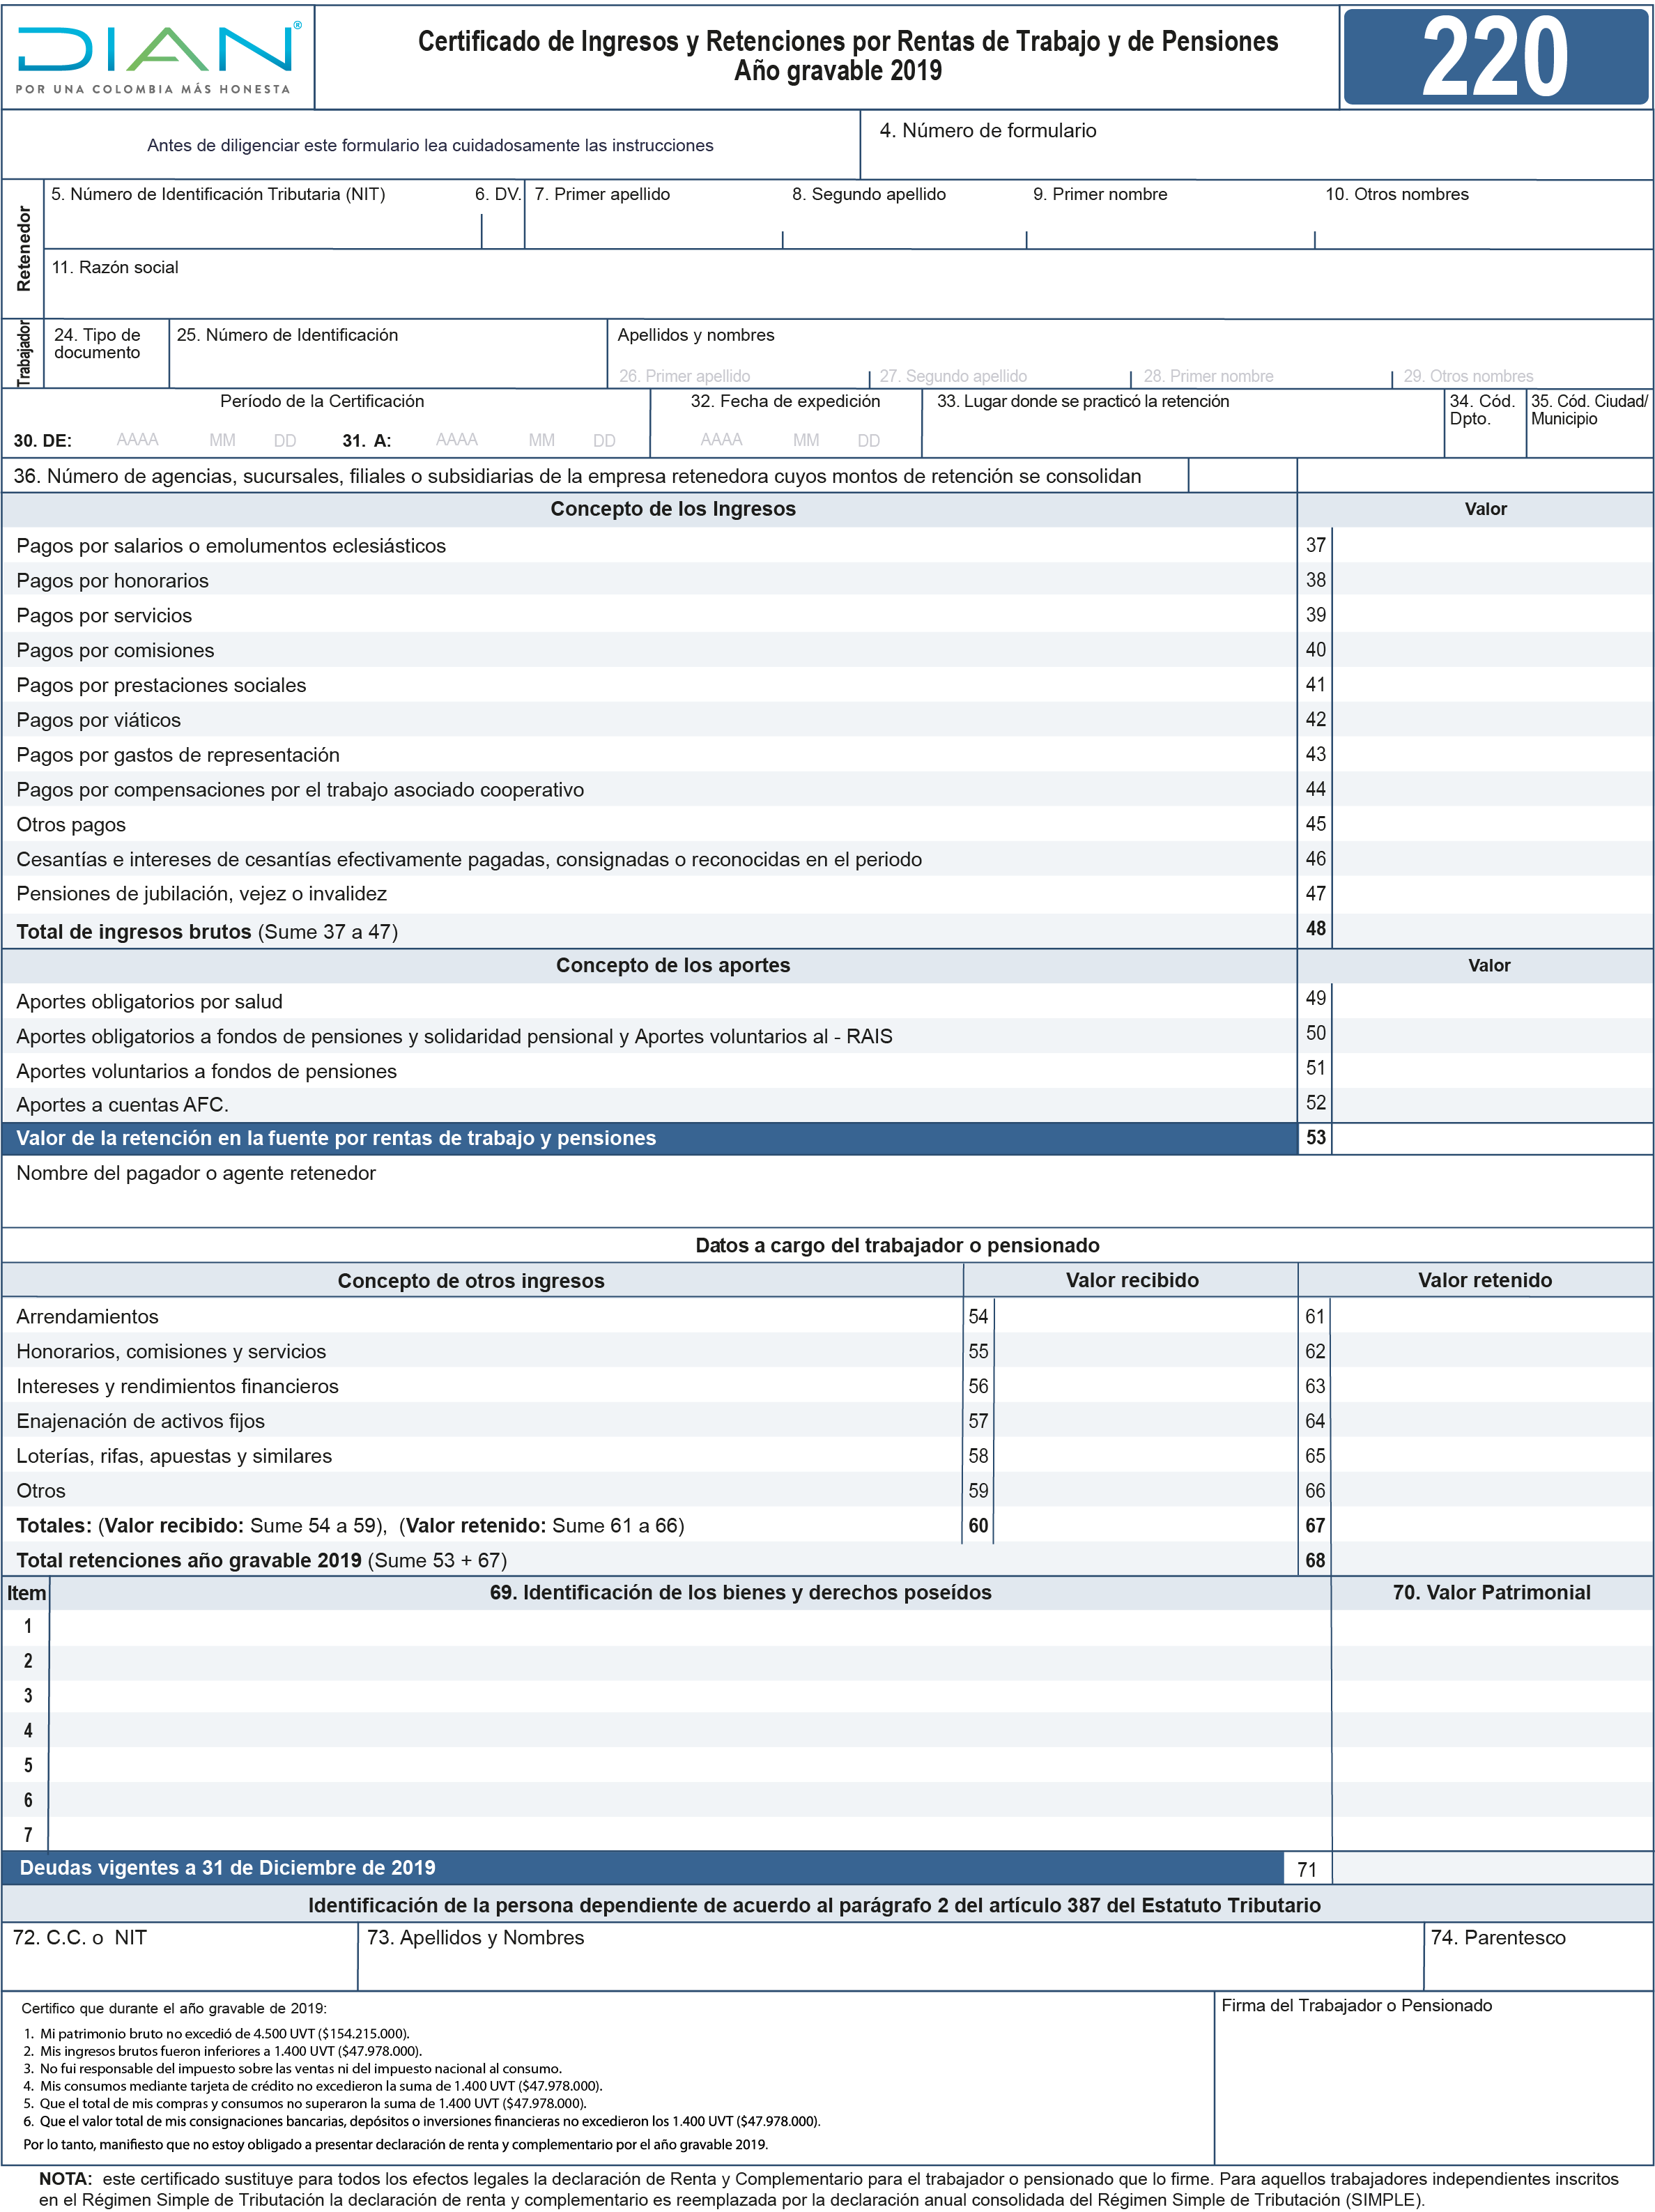 DIAN®
POR UNA COLOMBIA MÁS HONESTA
Certificado de Ingresos y Retenciones por Rentas de Trabajo y de Pensiones
Año gravable 2019
220
Antes de diligenciar este formulario lea cuidadosamente las instrucciones
4. Número de formulario
Retenedor
5. Número de Identificación Tributaria (NIT) 6. DV. 7. Primer apellido 8. Segundo apellido 9. Primer nombre 10. Otros nombres
11. Razón social
Trabajador
24. Tipo de documento
25. Número de Identificación
Apellidos y nombres
26. Primer apellido 27. Segundo apellido 28. Primer nombre 29. Otros nombres
Período de la Certificación
30. DE: AAAA MM DD 31. A: AAAA MM DD
32. Fecha de expedición
AAAA MM DD
33. Lugar donde se practicó la retención
34. Cód. Dpto.
35. Cód. Ciudad/ Municipio
36. Número de agencias, sucursales, filiales o subsidiarias de la empresa retenedora cuyos montos de retención se consolidan
Concepto de los Ingresos Valor
Pagos por salarios o emolumentos eclesiásticos 37
Pagos por honorarios 38
Pagos por servicios 39
Pagos por comisiones 40
Pagos por prestaciones sociales 41
Pagos por viáticos 42
Pagos por gastos de representación 43
Pagos por compensaciones por el trabajo asociado cooperativo 44
Otros pagos 45
Cesantías e intereses de cesantías efectivamente pagadas, consignadas o reconocidas en el periodo 46
Pensiones de jubilación, vejez o invalidez 47
Total de ingresos brutos (Sume 37 a 47) 48
Concepto de los aportes Valor
Aportes obligatorios por salud 49
Aportes obligatorios a fondos de pensiones y solidaridad pensional y Aportes voluntarios al - RAIS 50
Aportes voluntarios a fondos de pensiones 51
Aportes a cuentas AFC. 52
Valor de la retención en la fuente por rentas de trabajo y pensiones 53
Nombre del pagador o agente retenedor
Datos a cargo del trabajador o pensionado
Concepto de otros ingresos Valor recibido Valor retenido
Arrendamientos 54 61
Honorarios, comisiones y servicios 55 62
Intereses y rendimientos financieros 56 63
Enajenación de activos fijos 57 64
Loterías, rifas, apuestas y similares 58 65
Otros 59 66
Totales: (Valor recibido: Sume 54 a 59), (Valor retenido: Sume 61 a 66) 60 67
Total retenciones año gravable 2019 (Sume 53 + 67) 68
Item 69. Identificación de los bienes y derechos poseídos 70. Valor Patrimonial
1
2
3
4
5
6
7
Deudas vigentes a 31 de Diciembre de 2019 71
Identificación de la persona dependiente de acuerdo al parágrafo 2 del artículo 387 del Estatuto Tributario
72. C.C. o NIT 73. Apellidos y Nombres 74. Parentesco
Certifico que durante el año gravable de 2019:
1. Mi patrimonio bruto no excedió de 4.500 UVT ($154.215.000).
2. Mis ingresos brutos fueron inferiores a 1.400 UVT ($47.978.000).
3. No fui responsable del impuesto sobre las ventas ni del impuesto nacional al consumo.
4. Mis consumos mediante tarjeta de crédito no excedieron la suma de 1.400 UVT ($47.978.000).
5. Que el total de mis compras y consumos no superaron la suma de 1.400 UVT ($47.978.000).
6. Que el valor total de mis consignaciones bancarias, depósitos o inversiones financieras no excedieron los 1.400 UVT ($47.978.000).
Por lo tanto, manifiesto que no estoy obligado a presentar declaración de renta y complementario por el año gravable 2019.
Firma del Trabajador o Pensionado
NOTA: este certificado sustituye para todos los efectos legales la declaración de Renta y Complementario para el trabajador o pensionado que lo firme. Para aquellos trabajadores independientes inscritos
en el Régimen Simple de Tributación la declaración de renta y complementario es reemplazada por la declaración anual consolidada del Régimen Simple de Tributación (SIMPLE).